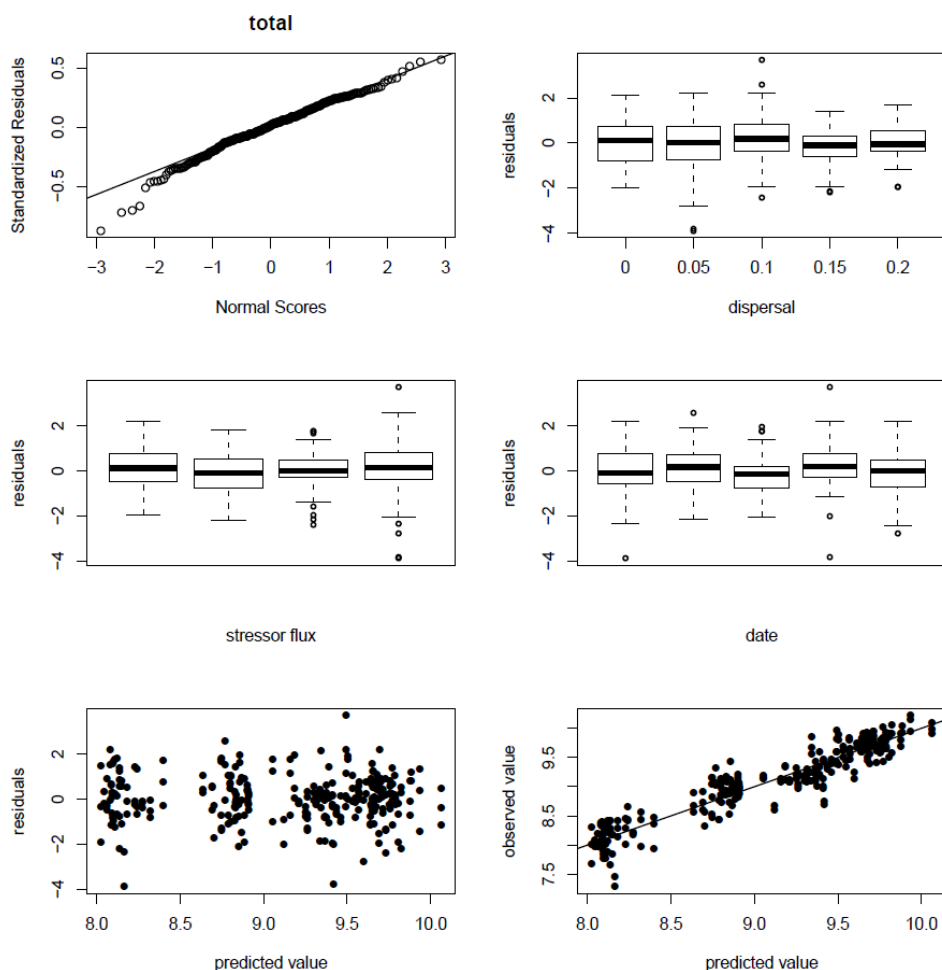 total
Standardized Residuals
0.5
0.0
−0.5
−3 −2 −1 0 1 2 3
Normal Scores
residuals
2
0
−2
−4
0 0.05 0.1 0.15 0.2
dispersal
residuals
2
0
−2
−4
stressor flux
residuals
2
0
−2
−4
date
residuals
2
0
−2
−4
8.0 8.5 9.0 9.5 10.0
predicted value
observed value
9.5
8.5
7.5
8.0 8.5 9.0 9.5 10.0
predicted value